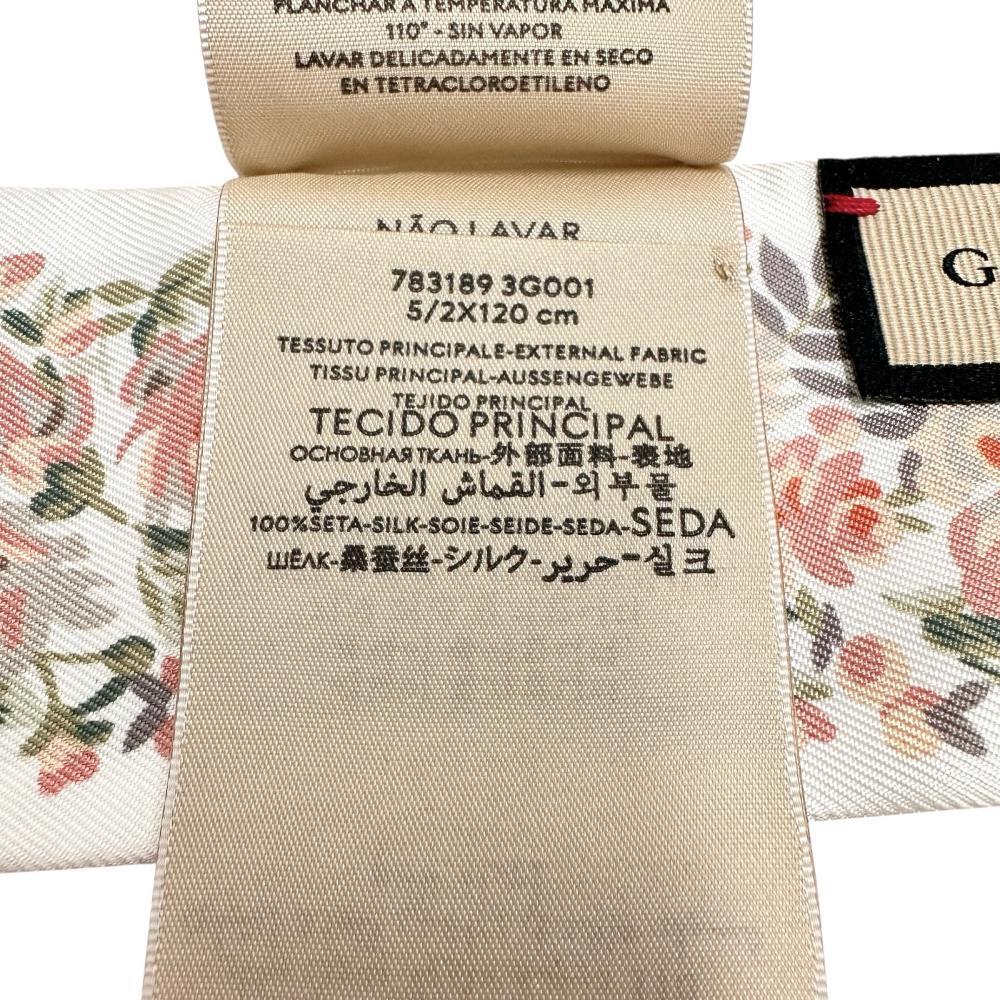 PLANCHAR A TEMPERATURA MAXIMA
110° - SIN VAPOR
LAVAR DELICADAMENTE EN SECO
EN TETRACLOROETILENO
NÃO LAVAR
783189 3G001
5/2X120 cm
TESSUTO PRINCIPALE-EXTERNAL FABRIC
TISSU PRINCIPAL-AUSSENGEWEBE
TEJIDO PRINCIPAL
TECIDO PRINCIPAL
ОСНОВНАЯ ТКАНЬ-外部面料-表地
القماش الخارجي-외부물
100%SETA-SILK-SOIE-SEIDE-SEDA-SEDA
ШЁЛК-桑蚕丝-シルク-حرير-실크
G